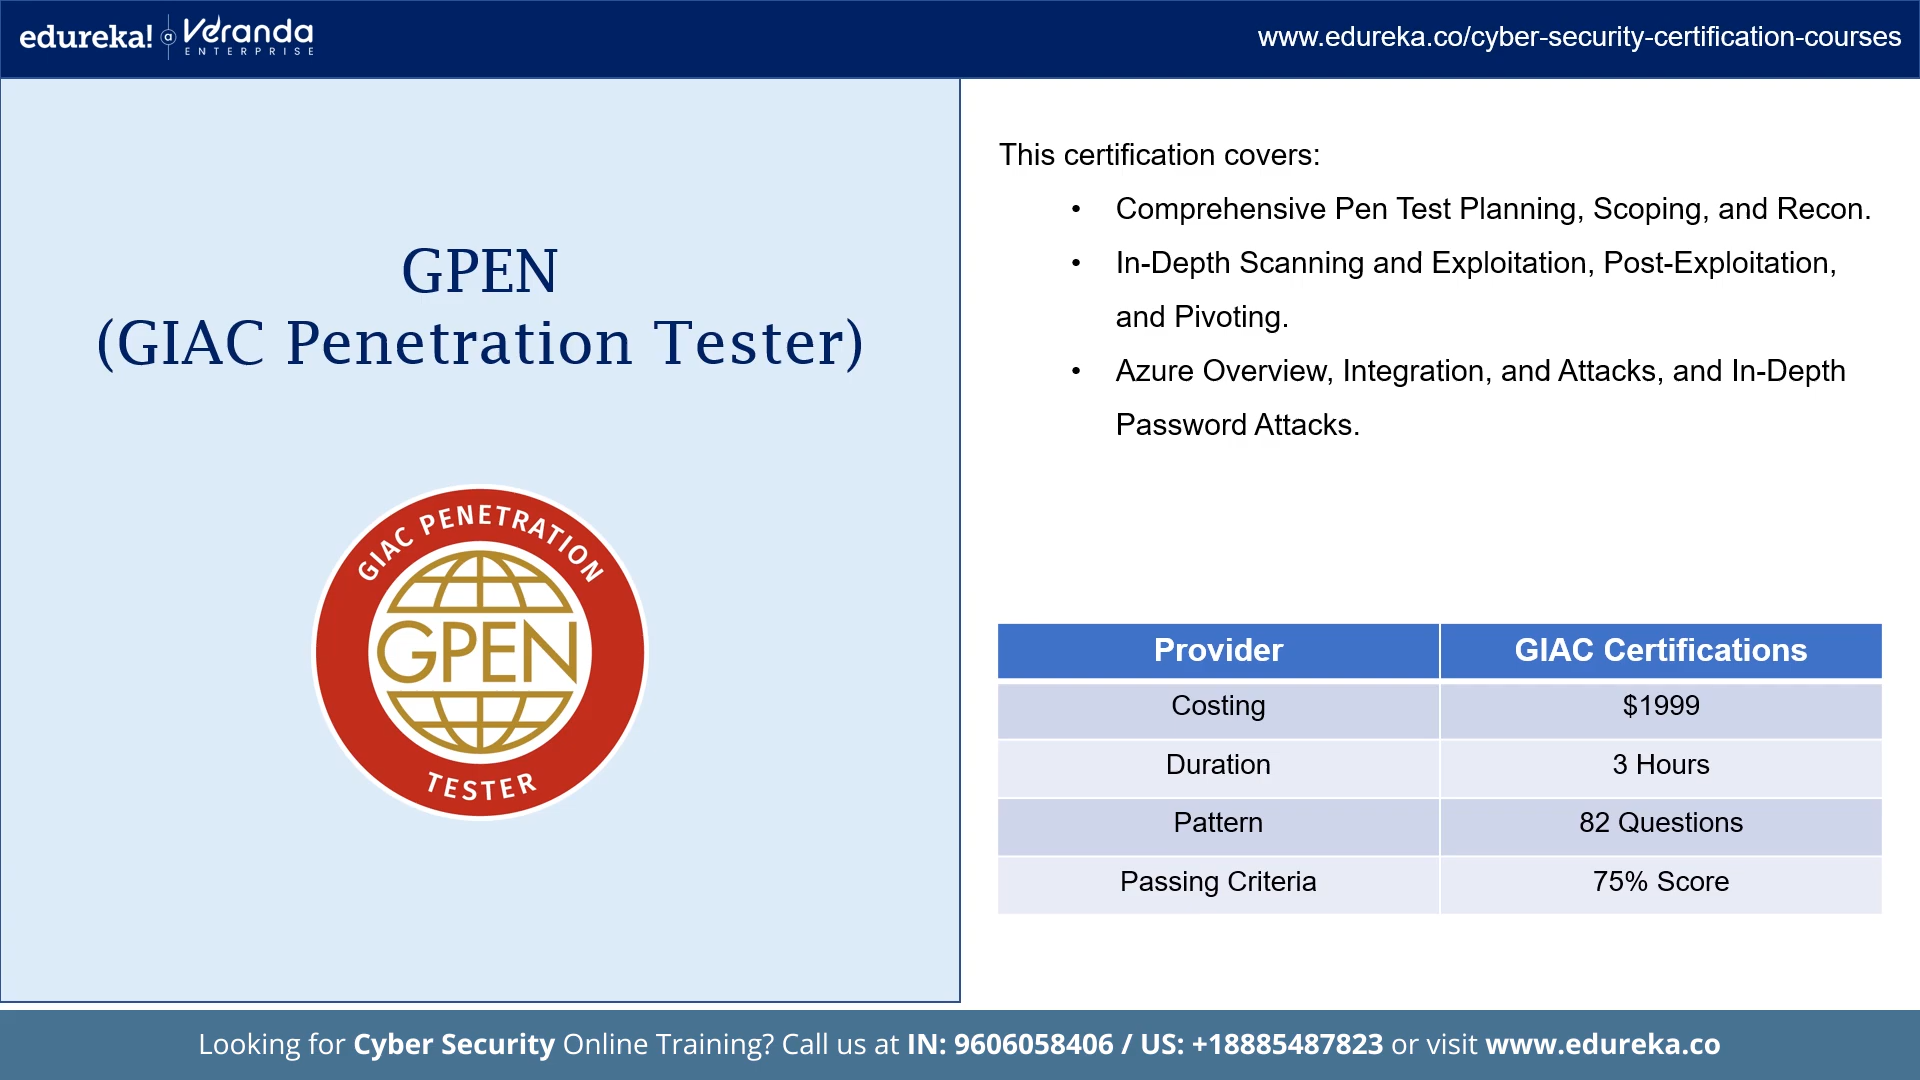 edureka! a Veranda ENTERPRISE
www.edureka.co/cyber-security-certification-courses
GPEN
(GIAC Penetration Tester)
GIAC PENETRATION
GPEN
TESTER
This certification covers:
• Comprehensive Pen Test Planning, Scoping, and Recon.
• In-Depth Scanning and Exploitation, Post-Exploitation,
and Pivoting.
• Azure Overview, Integration, and Attacks, and In-Depth
Password Attacks.
Provider GIAC Certifications
Costing $1999
Duration 3 Hours
Pattern 82 Questions
Passing Criteria 75% Score
Looking for Cyber Security Online Training? Call us at IN: 9606058406 / US: +18885487823 or visit www.edureka.co